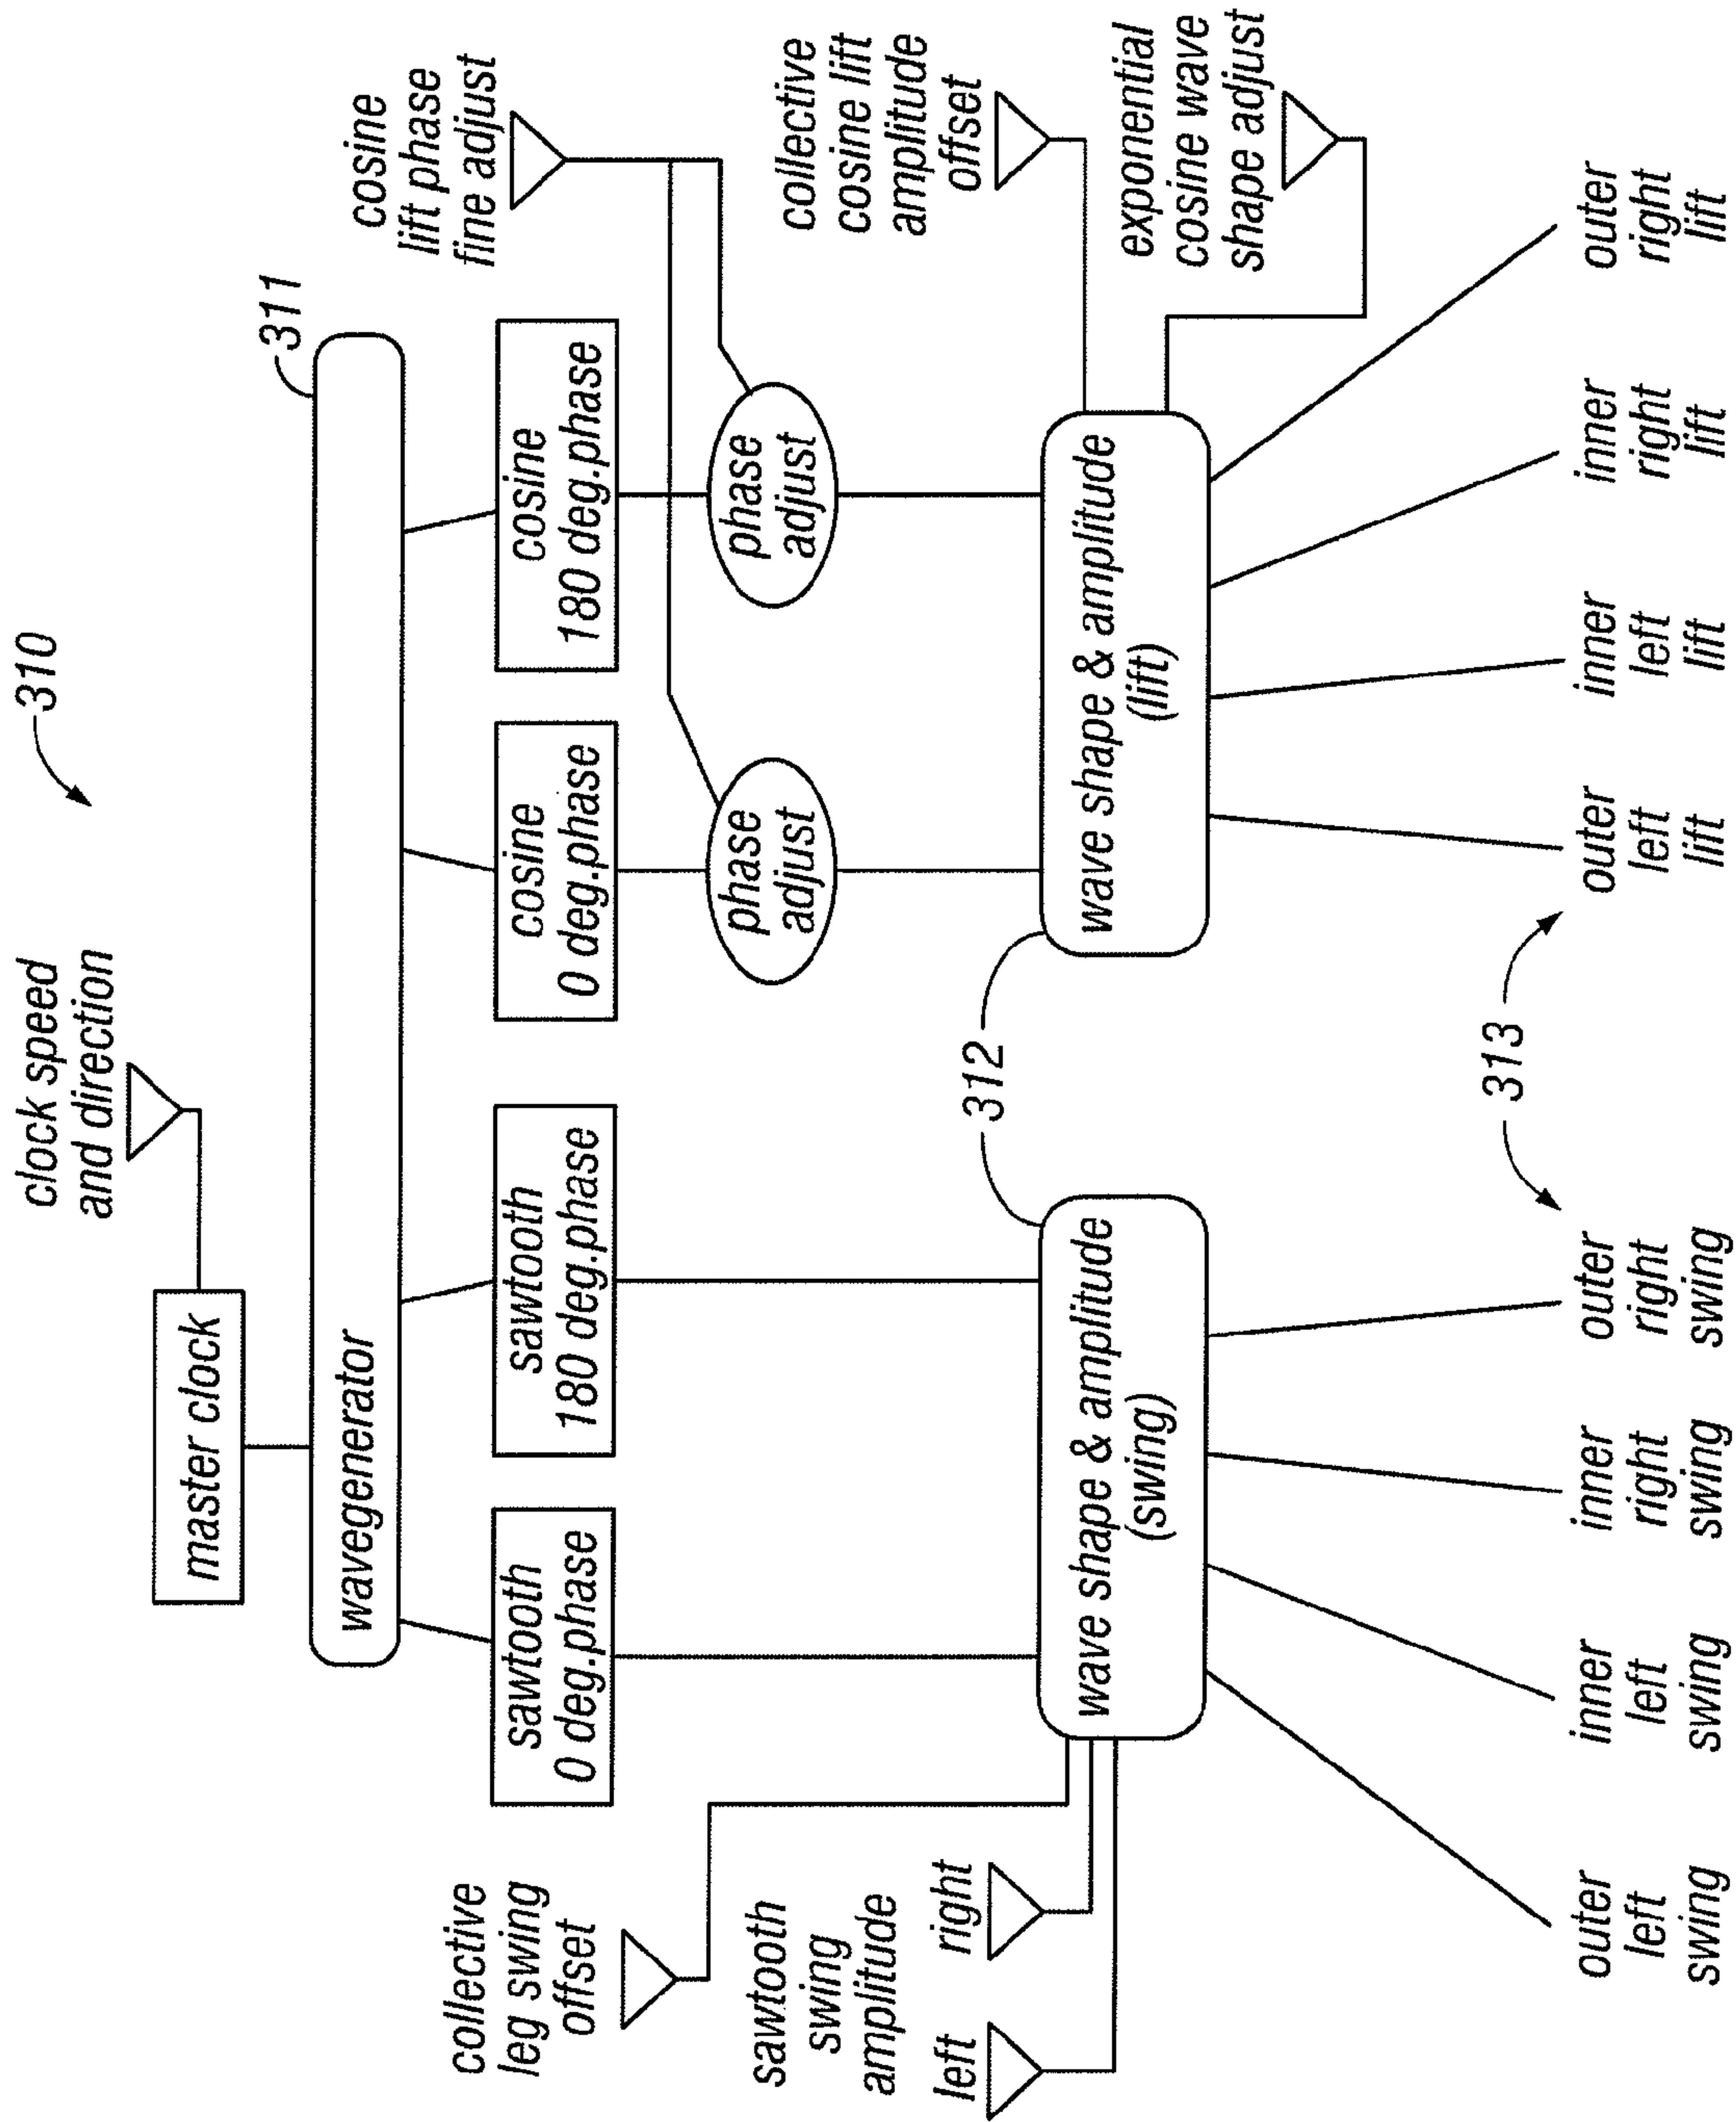 310
clock speed
and direction
master clock
311
wavegenerator
cosine
lift phase
fine adjust
sawtooth
0 deg.phase
sawtooth
180 deg.phase
cosine
0 deg.phase
cosine
180 deg.phase
collective
leg swing
offset
phase
adjust
phase
adjust
sawtooth
swing
amplitude
left
right
collective
cosine lift
amplitude
offset
312
wave shape & amplitude
(swing)
wave shape & amplitude
(lift)
exponential
cosine wave
shape adjust
313
outer
left
swing
inner
left
swing
inner
right
swing
outer
right
swing
outer
left
lift
inner
left
lift
inner
right
lift
outer
right
lift